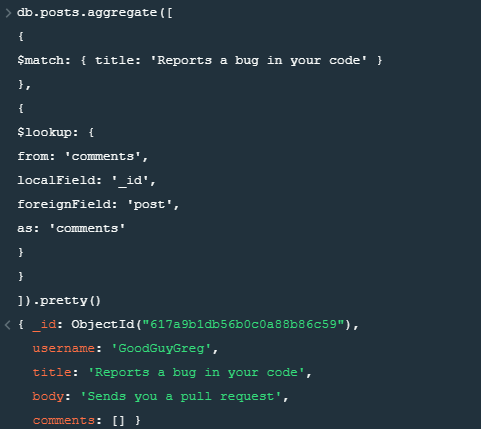 > db.posts.aggregate([
{
$match: { title: 'Reports a bug in your code' }
},
{
$lookup: {
from: 'comments',
localField: '_id',
foreignField: 'post',
as: 'comments'
}
}
]).pretty()
< { _id: ObjectId("617a9b1db56b0c0a88b86c59"),
username: 'GoodGuyGreg',
title: 'Reports a bug in your code',
body: 'Sends you a pull request',
comments: [] }